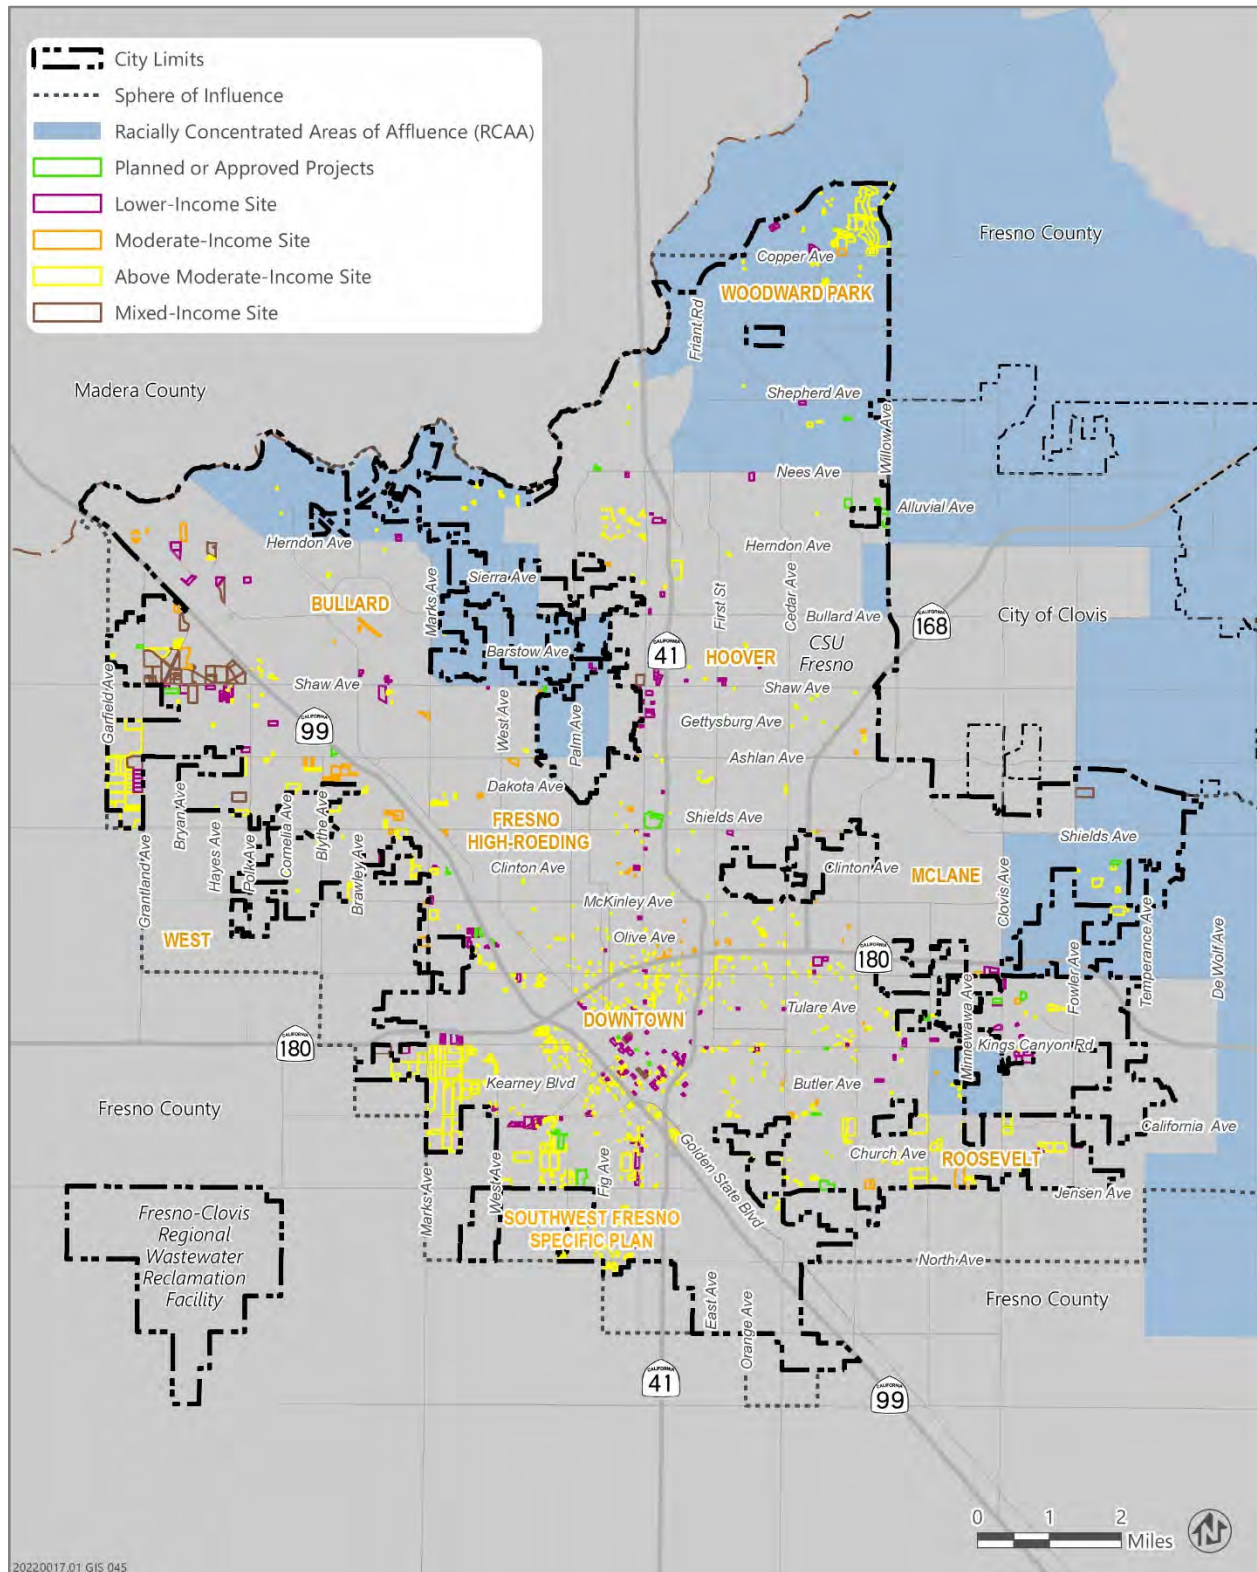 City Limits
Sphere of Influence
Racially Concentrated Areas of Affluence (RCAA)
Planned or Approved Projects
Lower-Income Site
Moderate-Income Site
Above Moderate-Income Site
Mixed-Income Site
Fresno County
Copper Ave
WOODWARD PARK
Friant Rd
Madera County
Shepherd Ave
Willow Ave
Nees Ave
Alluvial Ave
Herndon Ave
Herndon Ave
Sierra Ave
Marks Ave
BULLARD
First St
Cedar Ave
Bullard Ave
CALIFORNIA
168
City of Clovis
CSU
Fresno
Barstow Ave
CALIFORNIA
41
HOOVER
Garfield Ave
Shaw Ave
Shaw Ave
CALIFORNIA
99
West Ave
Palm Ave
Gettysburg Ave
Ashlan Ave
Dakota Ave
FRESNO
HIGH-ROEDING
Shields Ave
Shields Ave
Grantland Ave
Bryan Ave
Hayes Ave
Polk Ave
Cornelia Ave
Blythe Ave
Brawley Ave
Clinton Ave
Clinton Ave
MCLANE
Clovis Ave
McKinley Ave
WEST
Olive Ave
CALIFORNIA
180
Fowler Ave
Temperance Ave
DeWolf Ave
DOWNTOWN
Tulare Ave
Minnewawa Ave
Kings Canyon Rd
CALIFORNIA
180
Kearney Blvd
Butler Ave
Fresno County
California Ave
Golden State Blvd
Church Ave
ROOSEVELT
Marks Ave
West Ave
Fig Ave
Jensen Ave
SOUTHWEST FRESNO
SPECIFIC PLAN
Fresno-Clovis
Regional
Wastewater
Reclamation
Facility
North Ave
East Ave
Orange Ave
Fresno County
CALIFORNIA
41
CALIFORNIA
99
0 1 2
Miles
N
20220017.01 GIS 045